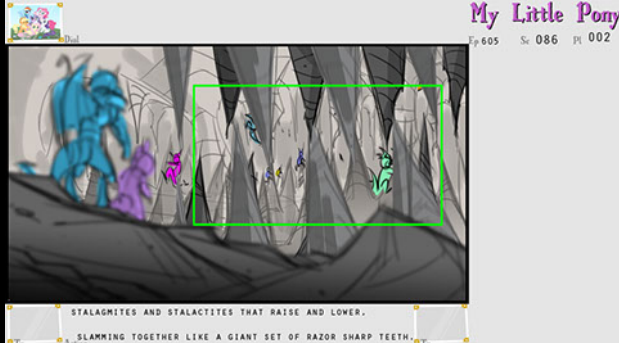 My Little Pony
Ep 605 Sc 086 Pl 002
Dial
STALAGMITES AND STALACTITES THAT RAISE AND LOWER,
SLAMMING TOGETHER LIKE A GIANT SET OF RAZOR SHARP TEETH.